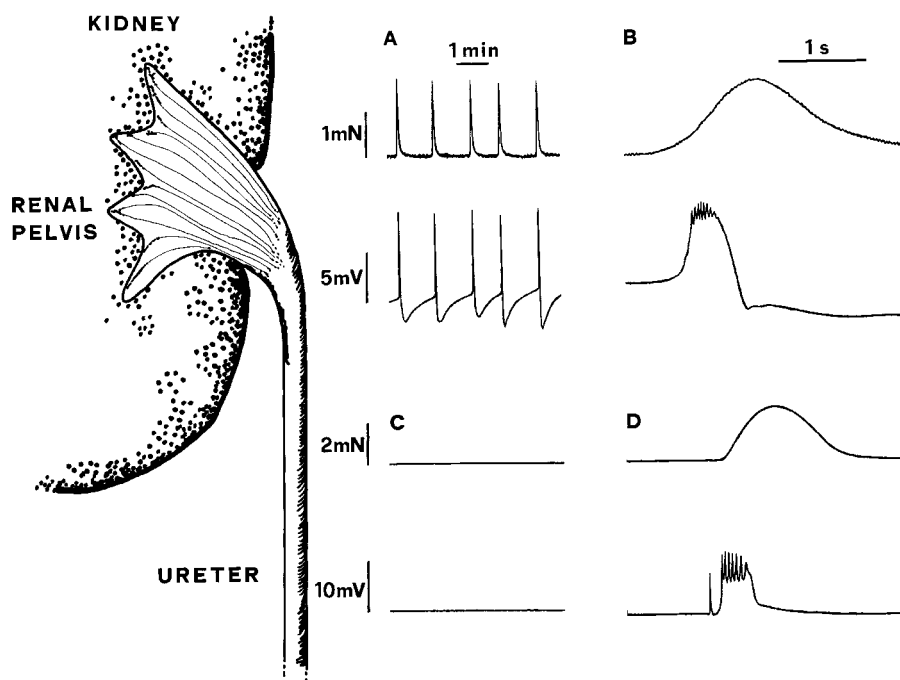 KIDNEY
RENAL
PELVIS
URETER
A
1 min
1mN
5mV
B
1 s
C
2mN
10mV
D